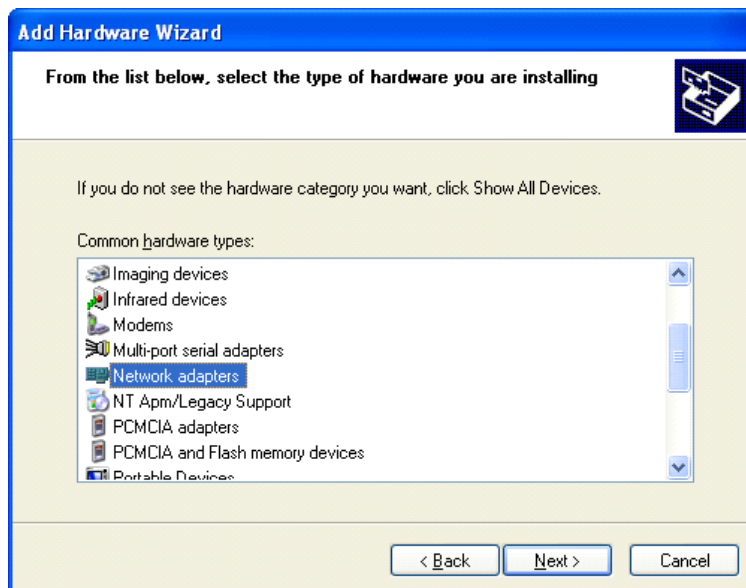 Add Hardware Wizard
From the list below, select the type of hardware you are installing
If you do not see the hardware category you want, click Show All Devices.
Common hardware types:
Imaging devices
Infrared devices
Modems
Multi-port serial adapters
Network adapters
NT Apm/Legacy Support
PCMCIA adapters
PCMCIA and Flash memory devices
Portable Devices
< Back
Next >
Cancel